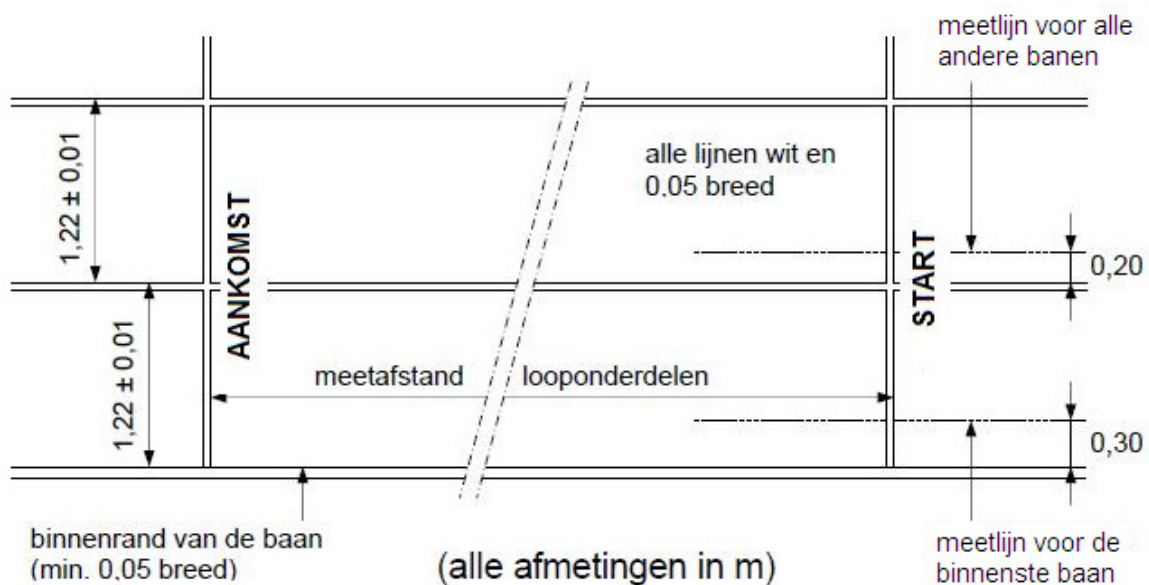 meetlijn voor alle
andere banen
alle lijnen wit en
0,05 breed
1,22 ± 0,01
AANKOMST
START
0,20
1,22 ± 0,01
meetafstand looponderdelen
0,30
binnenrand van de baan
(min. 0,05 breed)
(alle afmetingen in m)
meetlijn voor de
binnenste baan